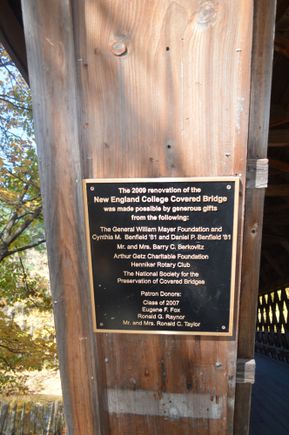 The 2009 renovation of the
New England College Covered Bridge
was made possible by generous gifts
from the following:
The General William Mayer Foundation and
Cynthia M. Benfield '81 and Daniel P. Benfield '81
Mr. and Mrs. Barry C. Berkovitz
Arthur Getz Charitable Foundation
Henniker Rotary Club
The National Society for the
Preservation of Covered Bridges
Patron Donors:
Class of 2007
Eugene F. Fox
Ronald G. Raynor
Mr. and Mrs. Ronald C. Taylor